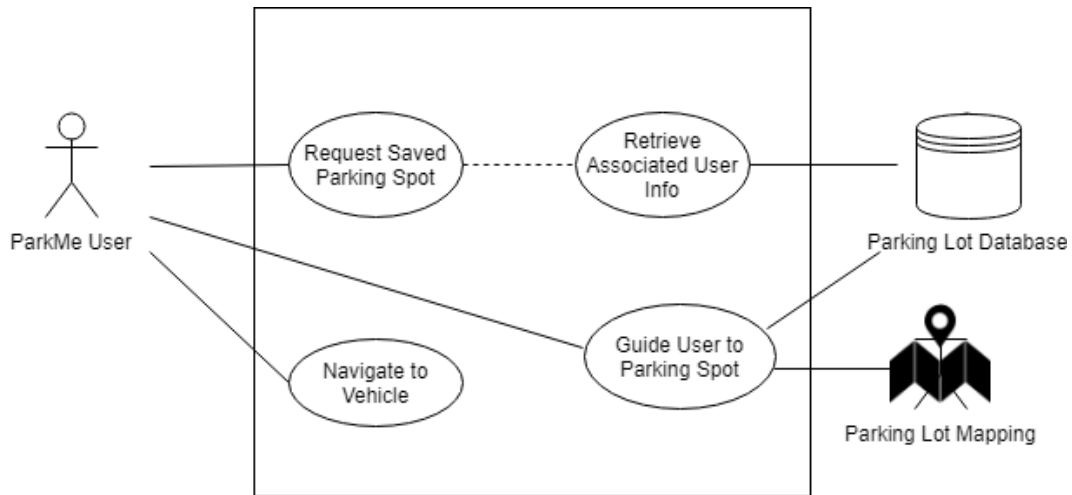 Request Saved
Parking Spot
Retrieve
Associated User
Info
ParkMe User
Parking Lot Database
Navigate to
Vehicle
Guide User to
Parking Spot
Parking Lot Mapping